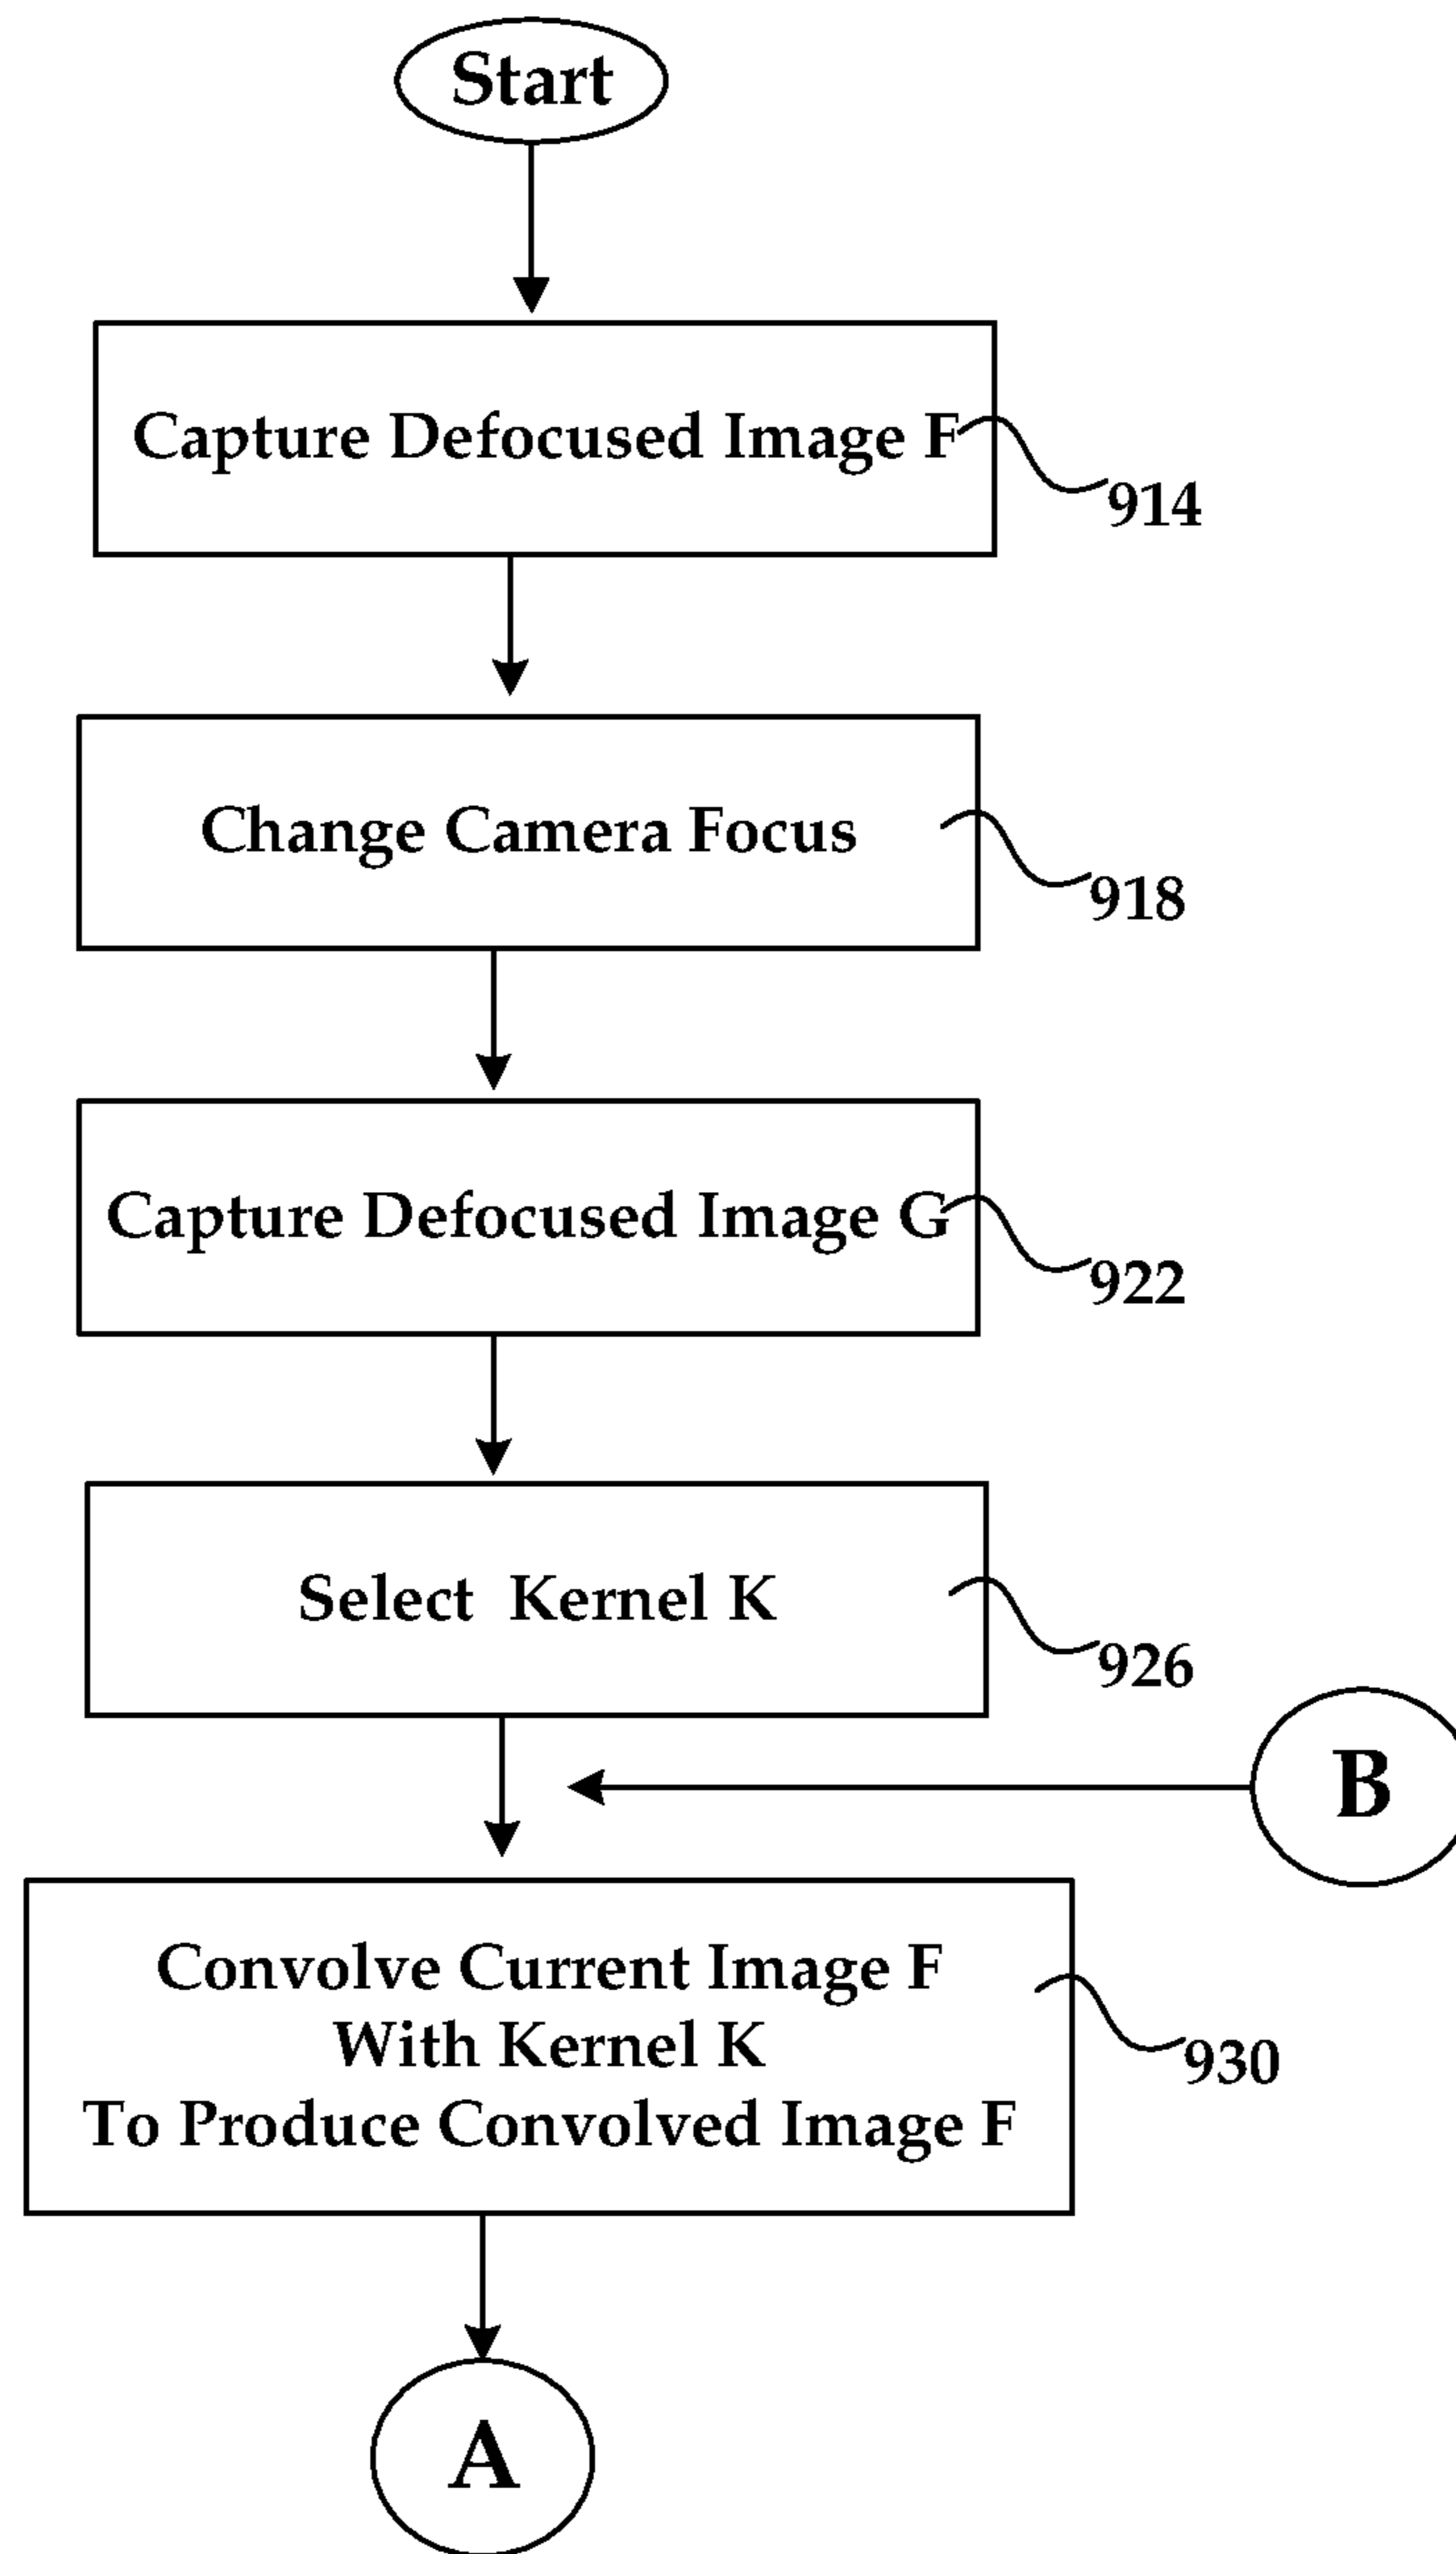 Start
Capture Defocused Image F
914
Change Camera Focus
918
Capture Defocused Image G
922
Select Kernel K
926
B
Convolve Current Image F
With Kernel K
To Produce Convolved Image F
930
A